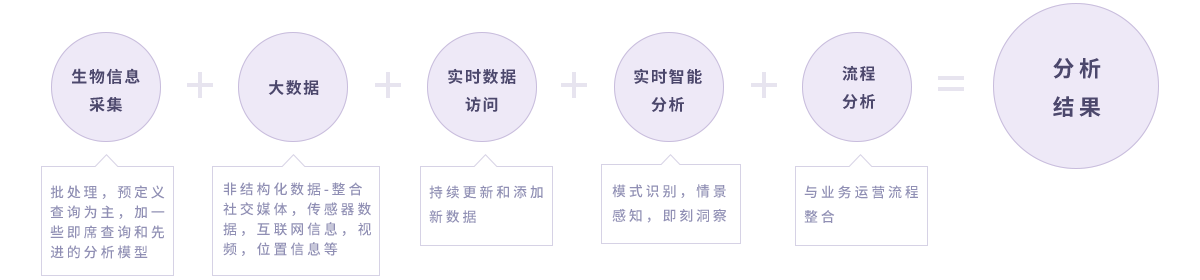 生物信息
采集
+
大数据
+
实时数据
访问
+
实时智能
分析
+
流程
分析
=
分析
结果
批处理，预定义
查询为主，加一
些即席查询和先
进的分析模型
非结构化数据-整合
社交媒体，传感器数
据，互联网信息，视
频，位置信息等
持续更新和添加
新数据
模式识别，情景
感知，即刻洞察
与业务运营流程
整合